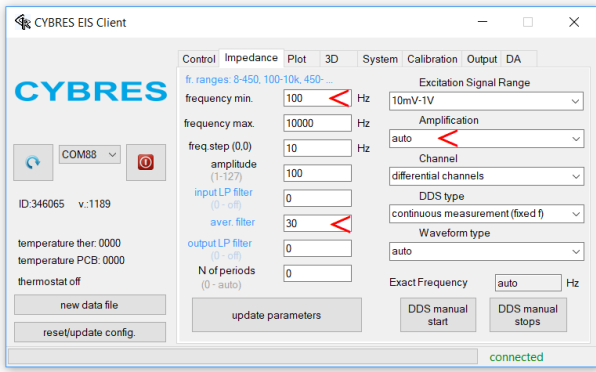 CYBRES EIS Client
Control Impedance Plot 3D System Calibration Output DA
CYBRES
fr. ranges: 8-450, 100-10k, 450-...
frequency min. 100 Hz
frequency max. 10000 Hz
freq.step (0,0) 10 Hz
amplitude
(1-127)
100
input LP filter
(0 - off)
0
aver. filter 30
output LP filter
(0 - off)
0
N of periods
(0 - auto)
0
update parameters
Excitation Signal Range
10mV-1V
Amplification
auto
Channel
differential channels
DDS type
continuous measurement (fixed f)
Waveform type
auto
Exact Frequency auto Hz
DDS manual
start
DDS manual
stops
COM88
ID:346065 v.:1189
temperature ther: 0000
temperature PCB: 0000
thermostat off
new data file
reset/update config.
connected